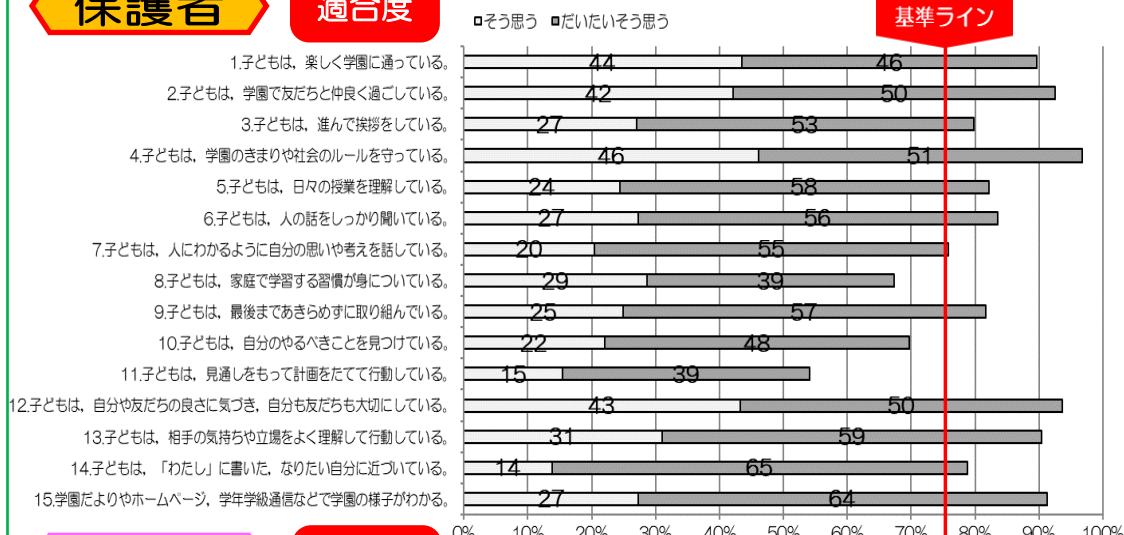 保護者
適合度
□そう思う ■だいたいそう思う
基準ライン
1.子どもは，楽しく学園に通っている。 44 46
2.子どもは，学園で友だちと仲良く過ごしている。 42 50
3.子どもは，進んで挨拶をしている。 27 53
4.子どもは，学園のきまりや社会のルールを守っている。 46 51
5.子どもは，日々の授業を理解している。 24 58
6.子どもは，人の話をしっかり聞いている。 27 56
7.子どもは，人にわかるように自分の思いや考えを話している。 20 55
8.子どもは，家庭で学習する習慣が身についている。 29 39
9.子どもは，最後まであきらめずに取り組んでいる。 25 57
10.子どもは，自分のやるべきことを見つけている。 22 48
11.子どもは，見通しをもって計画をたてて行動している。 15 39
12.子どもは，自分や友だちの良さに気づき，自分も友だちも大切にしている。 43 50
13.子どもは，相手の気持ちや立場をよく理解して行動している。 31 59
14.子どもは，「わたし」に書いた，なりたい自分に近づいている。 14 65
15.学園だよりやホームページ，学年学級通信などで学園の様子がわかる。 27 64
0% 10% 20% 30% 40% 50% 60% 70% 80% 90% 100%